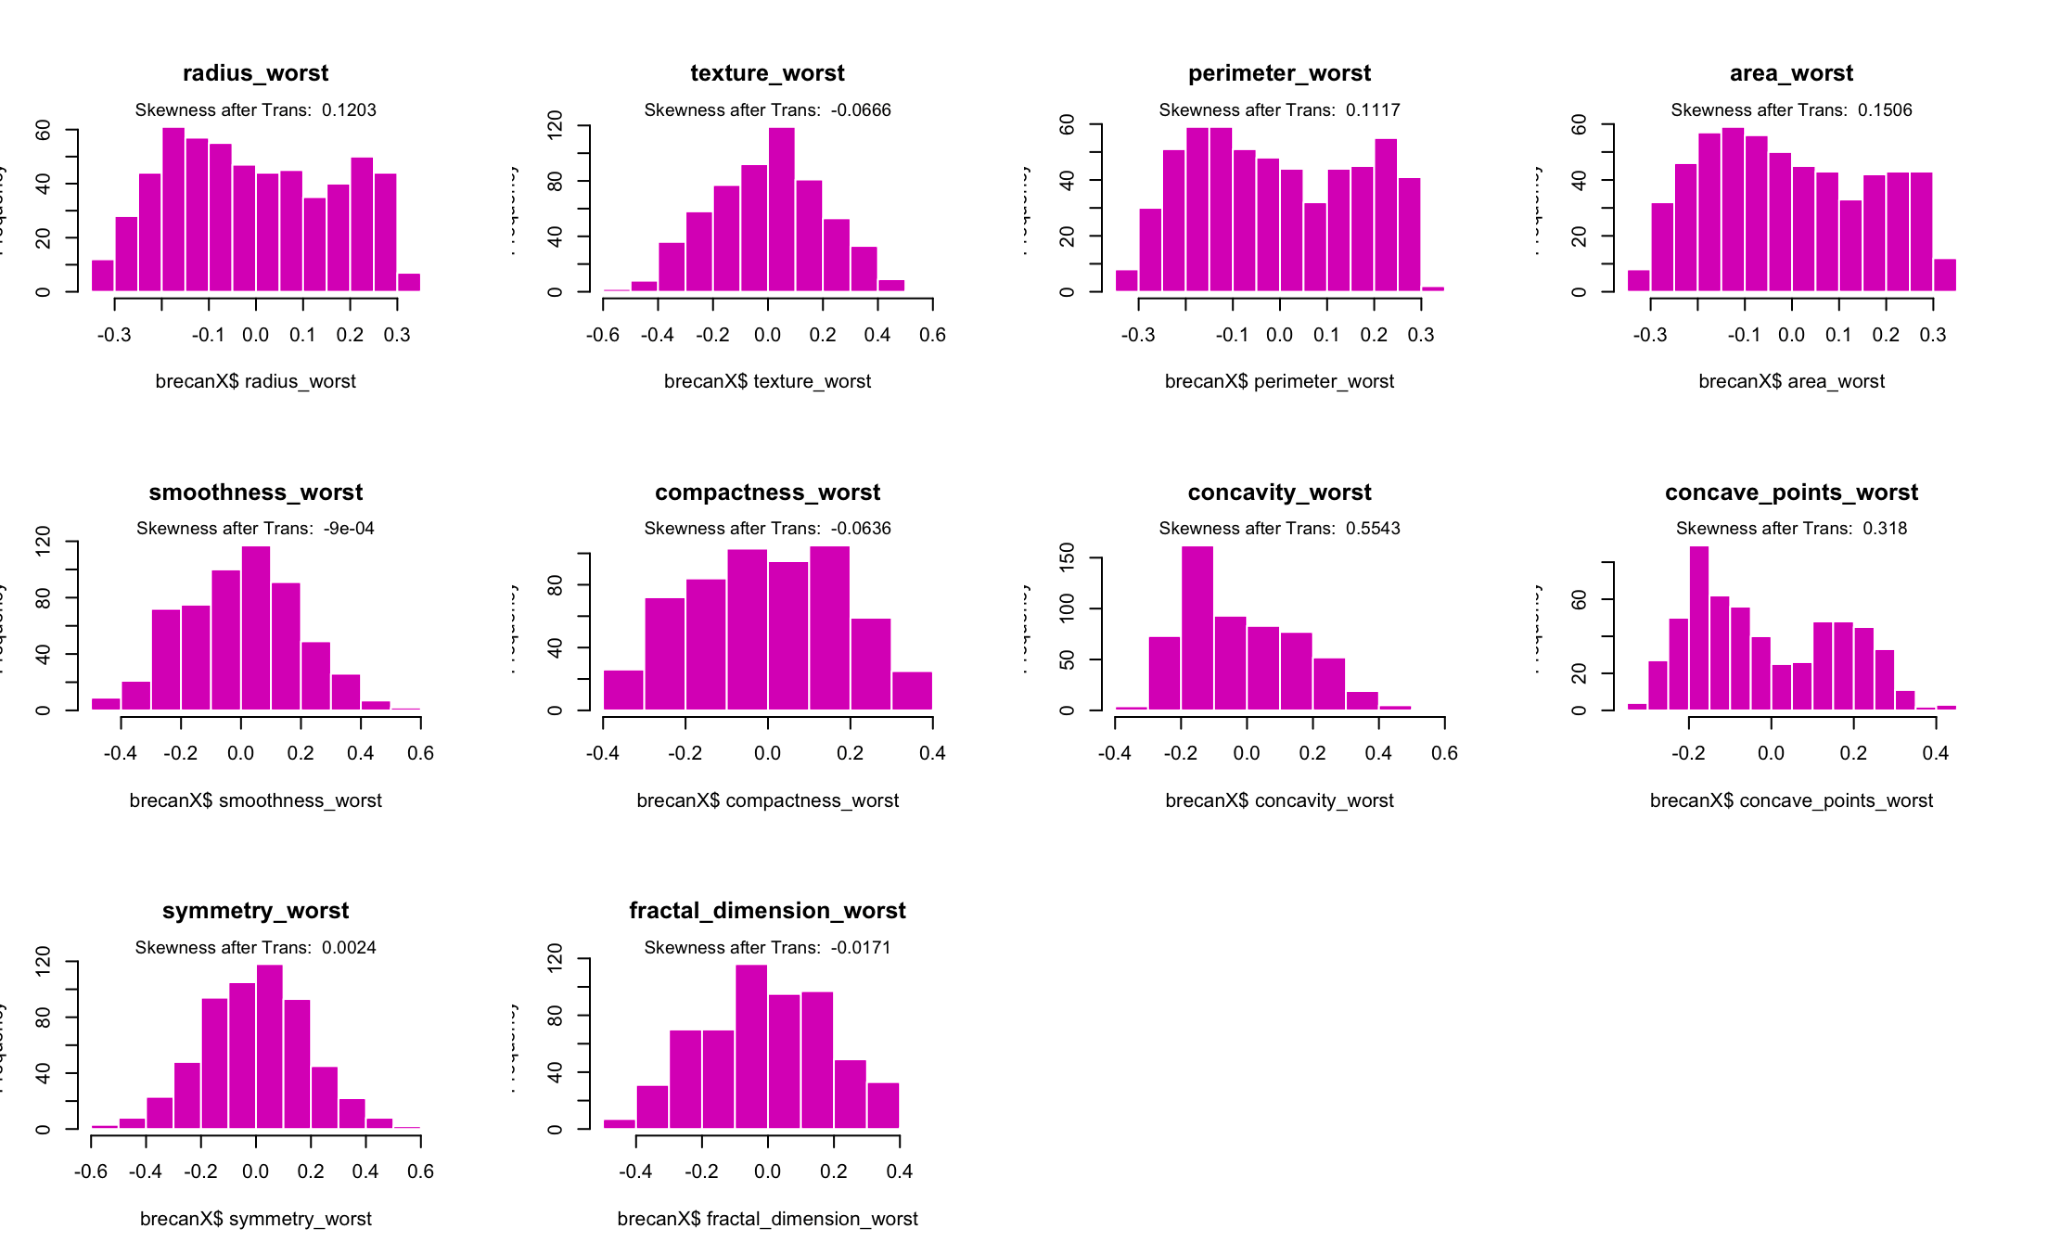 radius_worst
Skewness after Trans: 0.1203
60
40
20
0
-0.3 -0.1 0.0 0.1 0.2 0.3
brecanX$ radius_worst
texture_worst
Skewness after Trans: -0.0666
120
80
40
0
-0.6 -0.4 -0.2 0.0 0.2 0.4 0.6
brecanX$ texture_worst
perimeter_worst
Skewness after Trans: 0.1117
60
40
20
0
-0.3 -0.1 0.0 0.1 0.2 0.3
brecanX$ perimeter_worst
area_worst
Skewness after Trans: 0.1506
60
40
20
0
-0.3 -0.1 0.0 0.1 0.2 0.3
brecanX$ area_worst
smoothness_worst
Skewness after Trans: -9e-04
120
80
40
0
-0.4 -0.2 0.0 0.2 0.4 0.6
brecanX$ smoothness_worst
compactness_worst
Skewness after Trans: -0.0636
80
40
0
-0.4 -0.2 0.0 0.2 0.4
brecanX$ compactness_worst
concavity_worst
Skewness after Trans: 0.5543
150
100
50
0
-0.4 -0.2 0.0 0.2 0.4 0.6
brecanX$ concavity_worst
concave_points_worst
Skewness after Trans: 0.318
60
20
0
-0.2 0.0 0.2 0.4
brecanX$ concave_points_worst
symmetry_worst
Skewness after Trans: 0.0024
120
80
40
0
-0.6 -0.4 -0.2 0.0 0.2 0.4 0.6
brecanX$ symmetry_worst
fractal_dimension_worst
Skewness after Trans: -0.0171
120
80
40
0
-0.4 -0.2 0.0 0.2 0.4
brecanX$ fractal_dimension_worst